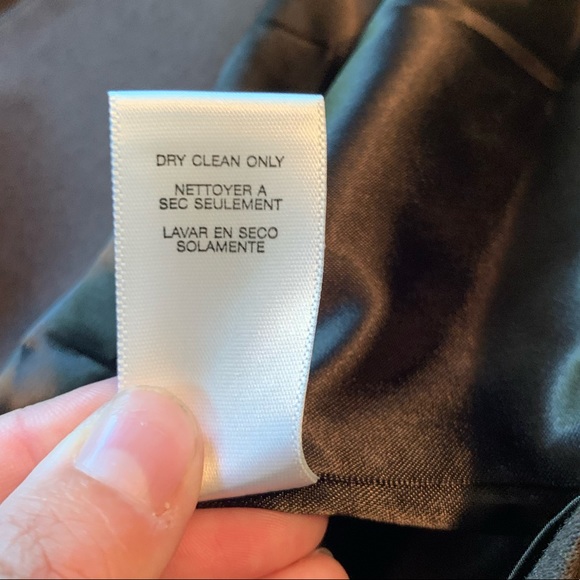 DRY CLEAN ONLY
NETTOYER A
SEC SEULEMENT
LAVAR EN SECO
SOLAMENTE